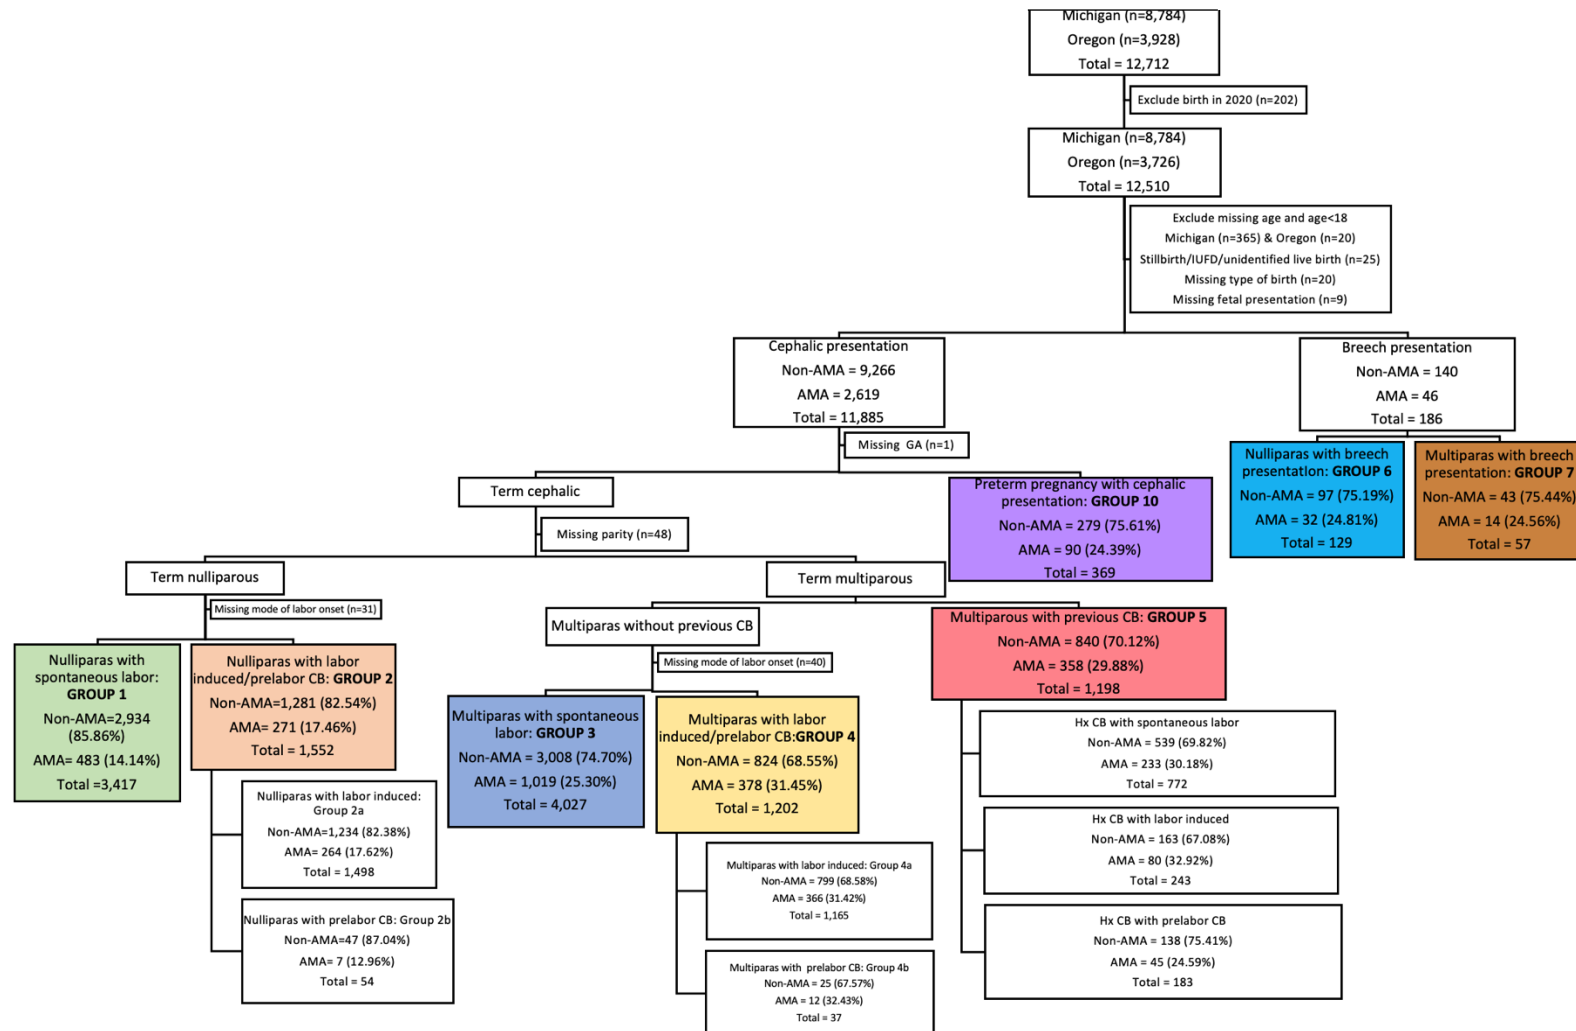 Michigan (n=8,784)
Oregon (n=3,928)
Total = 12,712
Exclude birth in 2020 (n=202)
Michigan (n=8,784)
Oregon (n=3,726)
Total = 12,510
Exclude missing age and age<18
Michigan (n=365) & Oregon (n=20)
Stillbirth/IUFD/unidentified live birth (n=25)
Missing type of birth (n=20)
Missing fetal presentation (n=9)
Cephalic presentation
Non-AMA = 9,266
AMA = 2,619
Total = 11,885
Breech presentation
Non-AMA = 140
AMA = 46
Total = 186
Missing GA (n=1)
Nulliparas with breech
presentation: GROUP 6
Non-AMA = 97 (75.19%)
AMA = 32 (24.81%)
Total = 129
Multiparas with breech
presentation: GROUP 7
Non-AMA = 43 (75.44%)
AMA = 14 (24.56%)
Total = 57
Term cephalic
Preterm pregnancy with cephalic
presentation: GROUP 10
Non-AMA = 279 (75.61%)
AMA = 90 (24.39%)
Total = 369
Missing parity (n=48)
Term nulliparous
Term multiparous
Missing mode of labor onset (n=31)
Multiparas without previous CB
Multiparous with previous CB: GROUP 5
Non-AMA = 840 (70.12%)
AMA = 358 (29.88%)
Total = 1,198
Missing mode of labor onset (n=40)
Nulliparas with
spontaneous labor:
GROUP 1
Non-AMA=2,934
(85.86%)
AMA= 483 (14.14%)
Total =3,417
Nulliparas with labor
induced/prelabor CB: GROUP 2
Non-AMA=1,281 (82.54%)
AMA= 271 (17.46%)
Total = 1,552
Multiparas with spontaneous
labor: GROUP 3
Non-AMA = 3,008 (74.70%)
AMA = 1,019 (25.30%)
Total = 4,027
Multiparas with labor
induced/prelabor CB:GROUP 4
Non-AMA = 824 (68.55%)
AMA = 378 (31.45%)
Total = 1,202
Hx CB with spontaneous labor
Non-AMA = 539 (69.82%)
AMA = 233 (30.18%)
Total = 772
Nulliparas with labor induced:
Group 2a
Non-AMA=1,234 (82.38%)
AMA= 264 (17.62%)
Total = 1,498
Hx CB with labor induced
Non-AMA = 163 (67.08%)
AMA = 80 (32.92%)
Total = 243
Multiparas with labor induced: Group 4a
Non-AMA = 799 (68.58%)
AMA = 366 (31.42%)
Total = 1,165
Nulliparas with prelabor CB: Group 2b
Non-AMA=47 (87.04%)
AMA= 7 (12.96%)
Total = 54
Hx CB with prelabor CB
Non-AMA = 138 (75.41%)
AMA = 45 (24.59%)
Total = 183
Multiparas with prelabor CB: Group 4b
Non-AMA = 25 (67.57%)
AMA = 12 (32.43%)
Total = 37